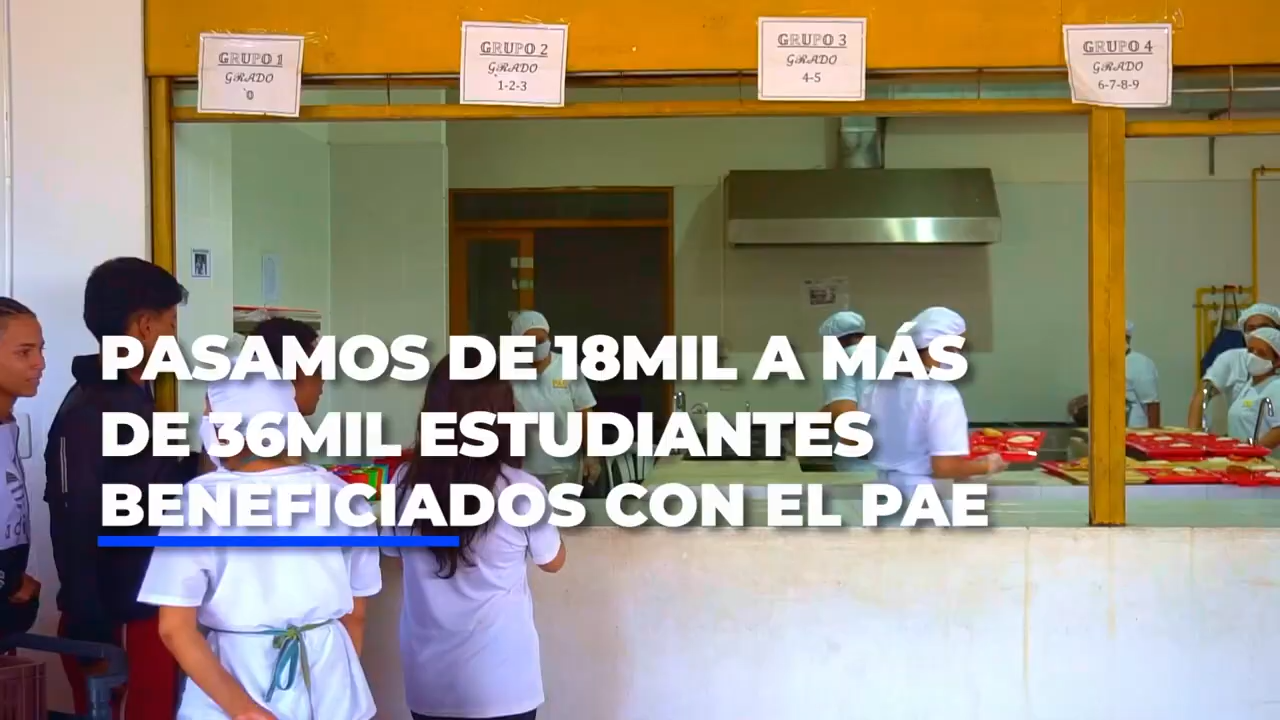 GRUPO 1
GRADO
0
GRUPO 2
GRADO
1-2-3
GRUPO 3
GRADO
4-5
GRUPO 4
GRADO
6-7-8-9
PASAMOS DE 18MIL A MÁS
DE 36MIL ESTUDIANTES
BENEFICIADOS CON EL PAE